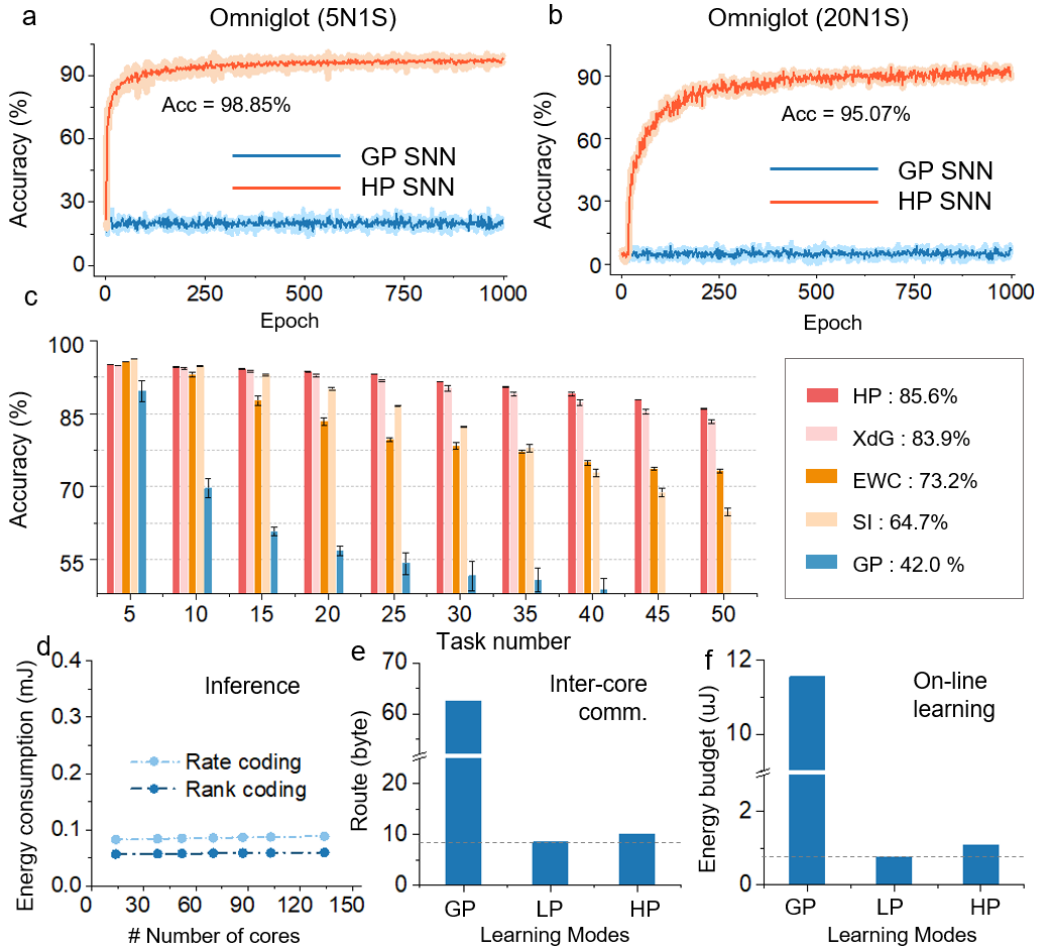 a
Omniglot (5N1S)
Accuracy (%)
90
60
30
0
Acc = 98.85%
GP SNN
HP SNN
0
250
500
750
1000
Epoch
b
Omniglot (20N1S)
Accuracy (%)
90
60
30
0
Acc = 95.07%
GP SNN
HP SNN
0
250
500
750
1000
Epoch
c
Accuracy (%)
100
85
70
55
5
10
15
20
25
30
35
40
45
50
Task number
HP : 85.6%
XdG : 83.9%
EWC : 73.2%
SI : 64.7%
GP : 42.0 %
d
Energy consumption (mJ)
0.4
0.3
0.2
0.1
0.0
Inference
Rate coding
Rank coding
0
30
60
90
120
150
# Number of cores
e
Route (byte)
70
60
20
10
0
Inter-core
comm.
GP
LP
HP
Learning Modes
f
Energy budget (uJ)
12
10
2
0
On-line
learning
GP
LP
HP
Learning Modes